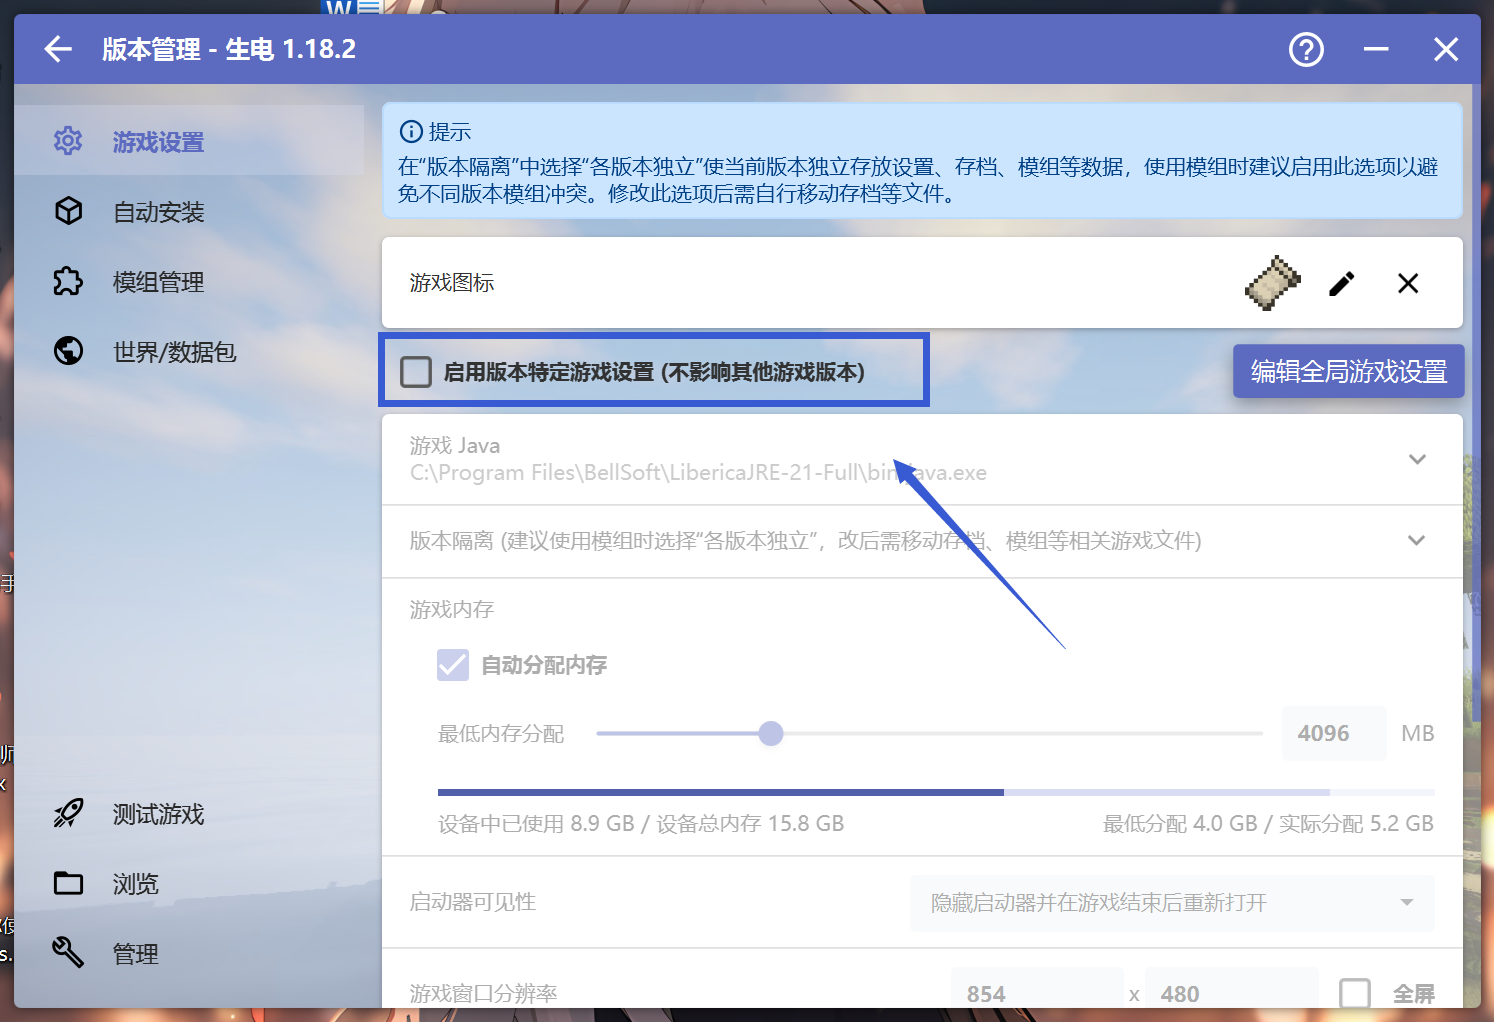 W
版本管理 - 生电 1.18.2
游戏设置
自动安装
模组管理
世界/数据包
测试游戏
浏览
管理
提示
在“版本隔离”中选择“各版本独立”使当前版本独立存放设置、存档、模组等数据，使用模组时建议启用此选项以避
免不同版本模组冲突。修改此选项后需自行移动存档等文件。
游戏图标
启用版本特定游戏设置 (不影响其他游戏版本)
编辑全局游戏设置
游戏 Java
C:\Program Files\BellSoft\LibericaJRE-21-Full\bin\java.exe
版本隔离 (建议使用模组时选择“各版本独立”，改后需移动存档、模组等相关游戏文件)
游戏内存
自动分配内存
最低内存分配
4096 MB
设备中已使用 8.9 GB / 设备总内存 15.8 GB
最低分配 4.0 GB / 实际分配 5.2 GB
启动器可见性
隐藏启动器并在游戏结束后重新打开
游戏窗口分辨率
854 x 480
全屏